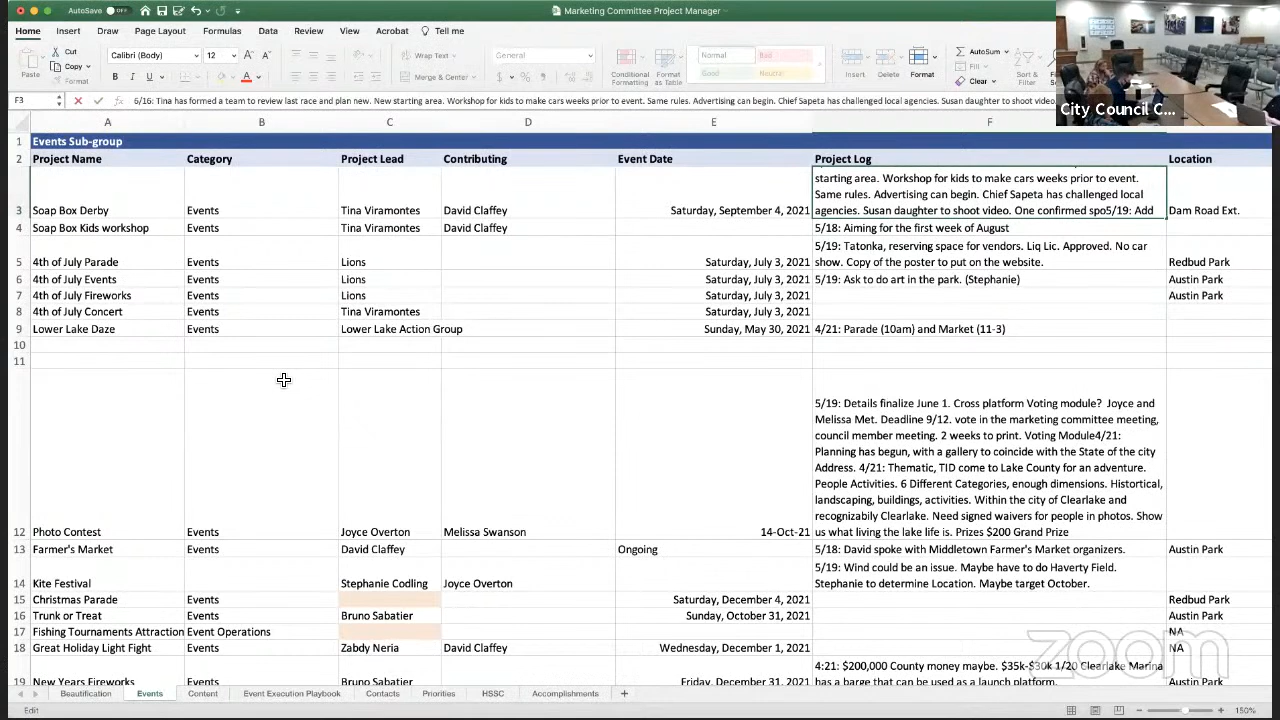 AutoSave OFF Marketing Committee Project Manager
Home Insert Draw Page Layout Formulas Data Review View Acrobat Tell me
Cut Calibri (Body) 12 Wrap Text General Normal Bad AutoSum
Copy Fill
Paste Format B I U Merge & Center Conditional Formatting Format as Table Good Neutral Insert Delete Format Clear Sort & Filter
F3 6/16: Tina has formed a team to review last race and plan new. New starting area. Workshop for kids to make cars weeks prior to event. Same rules. Advertising can begin. Chief Sapeta has challenged local agencies. Susan daughter to shoot video.
City Council C...
A B C D E F
1 Events Sub-group
2 Project Name Category Project Lead Contributing Event Date Project Log Location
starting area. Workshop for kids to make cars weeks prior to event.
Same rules. Advertising can begin. Chief Sapeta has challenged local
3 Soap Box Derby Events Tina Viramontes David Claffey Saturday, September 4, 2021 agencies. Susan daughter to shoot video. One confirmed spo5/19: Add Dam Road Ext.
4 Soap Box Kids workshop Events Tina Viramontes David Claffey 5/18: Aiming for the first week of August
5/19: Tatonka, reserving space for vendors. Liq Lic. Approved. No car
5 4th of July Parade Events Lions Saturday, July 3, 2021 show. Copy of the poster to put on the website. Redbud Park
6 4th of July Events Events Lions Saturday, July 3, 2021 5/19: Ask to do art in the park. (Stephanie) Austin Park
7 4th of July Fireworks Events Lions Saturday, July 3, 2021 Austin Park
8 4th of July Concert Events Tina Viramontes Saturday, July 3, 2021
9 Lower Lake Daze Events Lower Lake Action Group Sunday, May 30, 2021 4/21: Parade (10am) and Market (11-3)
10
11
5/19: Details finalize June 1. Cross platform Voting module? Joyce and
Melissa Met. Deadline 9/12. vote in the marketing committee meeting,
council member meeting. 2 weeks to print. Voting Module4/21:
Planning has begun, with a gallery to coincide with the State of the city
Address. 4/21: Thematic, TID come to Lake County for an adventure.
People Activities. 6 Different Categories, enough dimensions. Historical,
landscaping, buildings, activities. Within the city of Clearlake and
recognizabily Clearlake. Need signed waivers for people in photos. Show
12 Photo Contest Events Joyce Overton Melissa Swanson 14-Oct-21 us what the lake life is. Prizes $200 Grand Prize
13 Farmer's Market Events David Claffey Ongoing 5/18: David spoke with Middletown Farmer's Market organizers. Austin Park
5/19: Wind could be an issue. Maybe have to do Haverty Field.
14 Kite Festival Stephanie Codling Joyce Overton Stephanie to determine Location. Maybe target October.
15 Christmas Parade Events Saturday, December 4, 2021 Redbud Park
16 Trunk or Treat Events Bruno Sabatier Sunday, October 31, 2021 Austin Park
17 Fishing Tournaments Attraction Event Operations NA
18 Great Holiday Light Fight Events Zabdy Neria David Claffey Wednesday, December 1, 2021 NA
4:21: $200,000 County money maybe. $35k-$30k 1/20 Clearlake Marina
19 New Years Fireworks Events Bruno Sabatier Friday, December 31, 2021 has a barge that can be used as a launch platform. Austin Park
zoom
Beautification Events Content Event Execution Playbook Contacts Priorities HSSC Accomplishments
Edit 150%